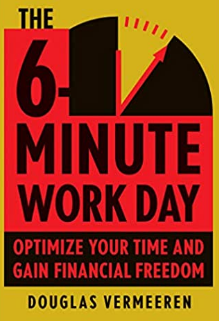 THE
6-
MINUTE
WORK DAY
OPTIMIZE YOUR TIME AND
GAIN FINANCIAL FREEDOM
DOUGLAS VERMEEREN